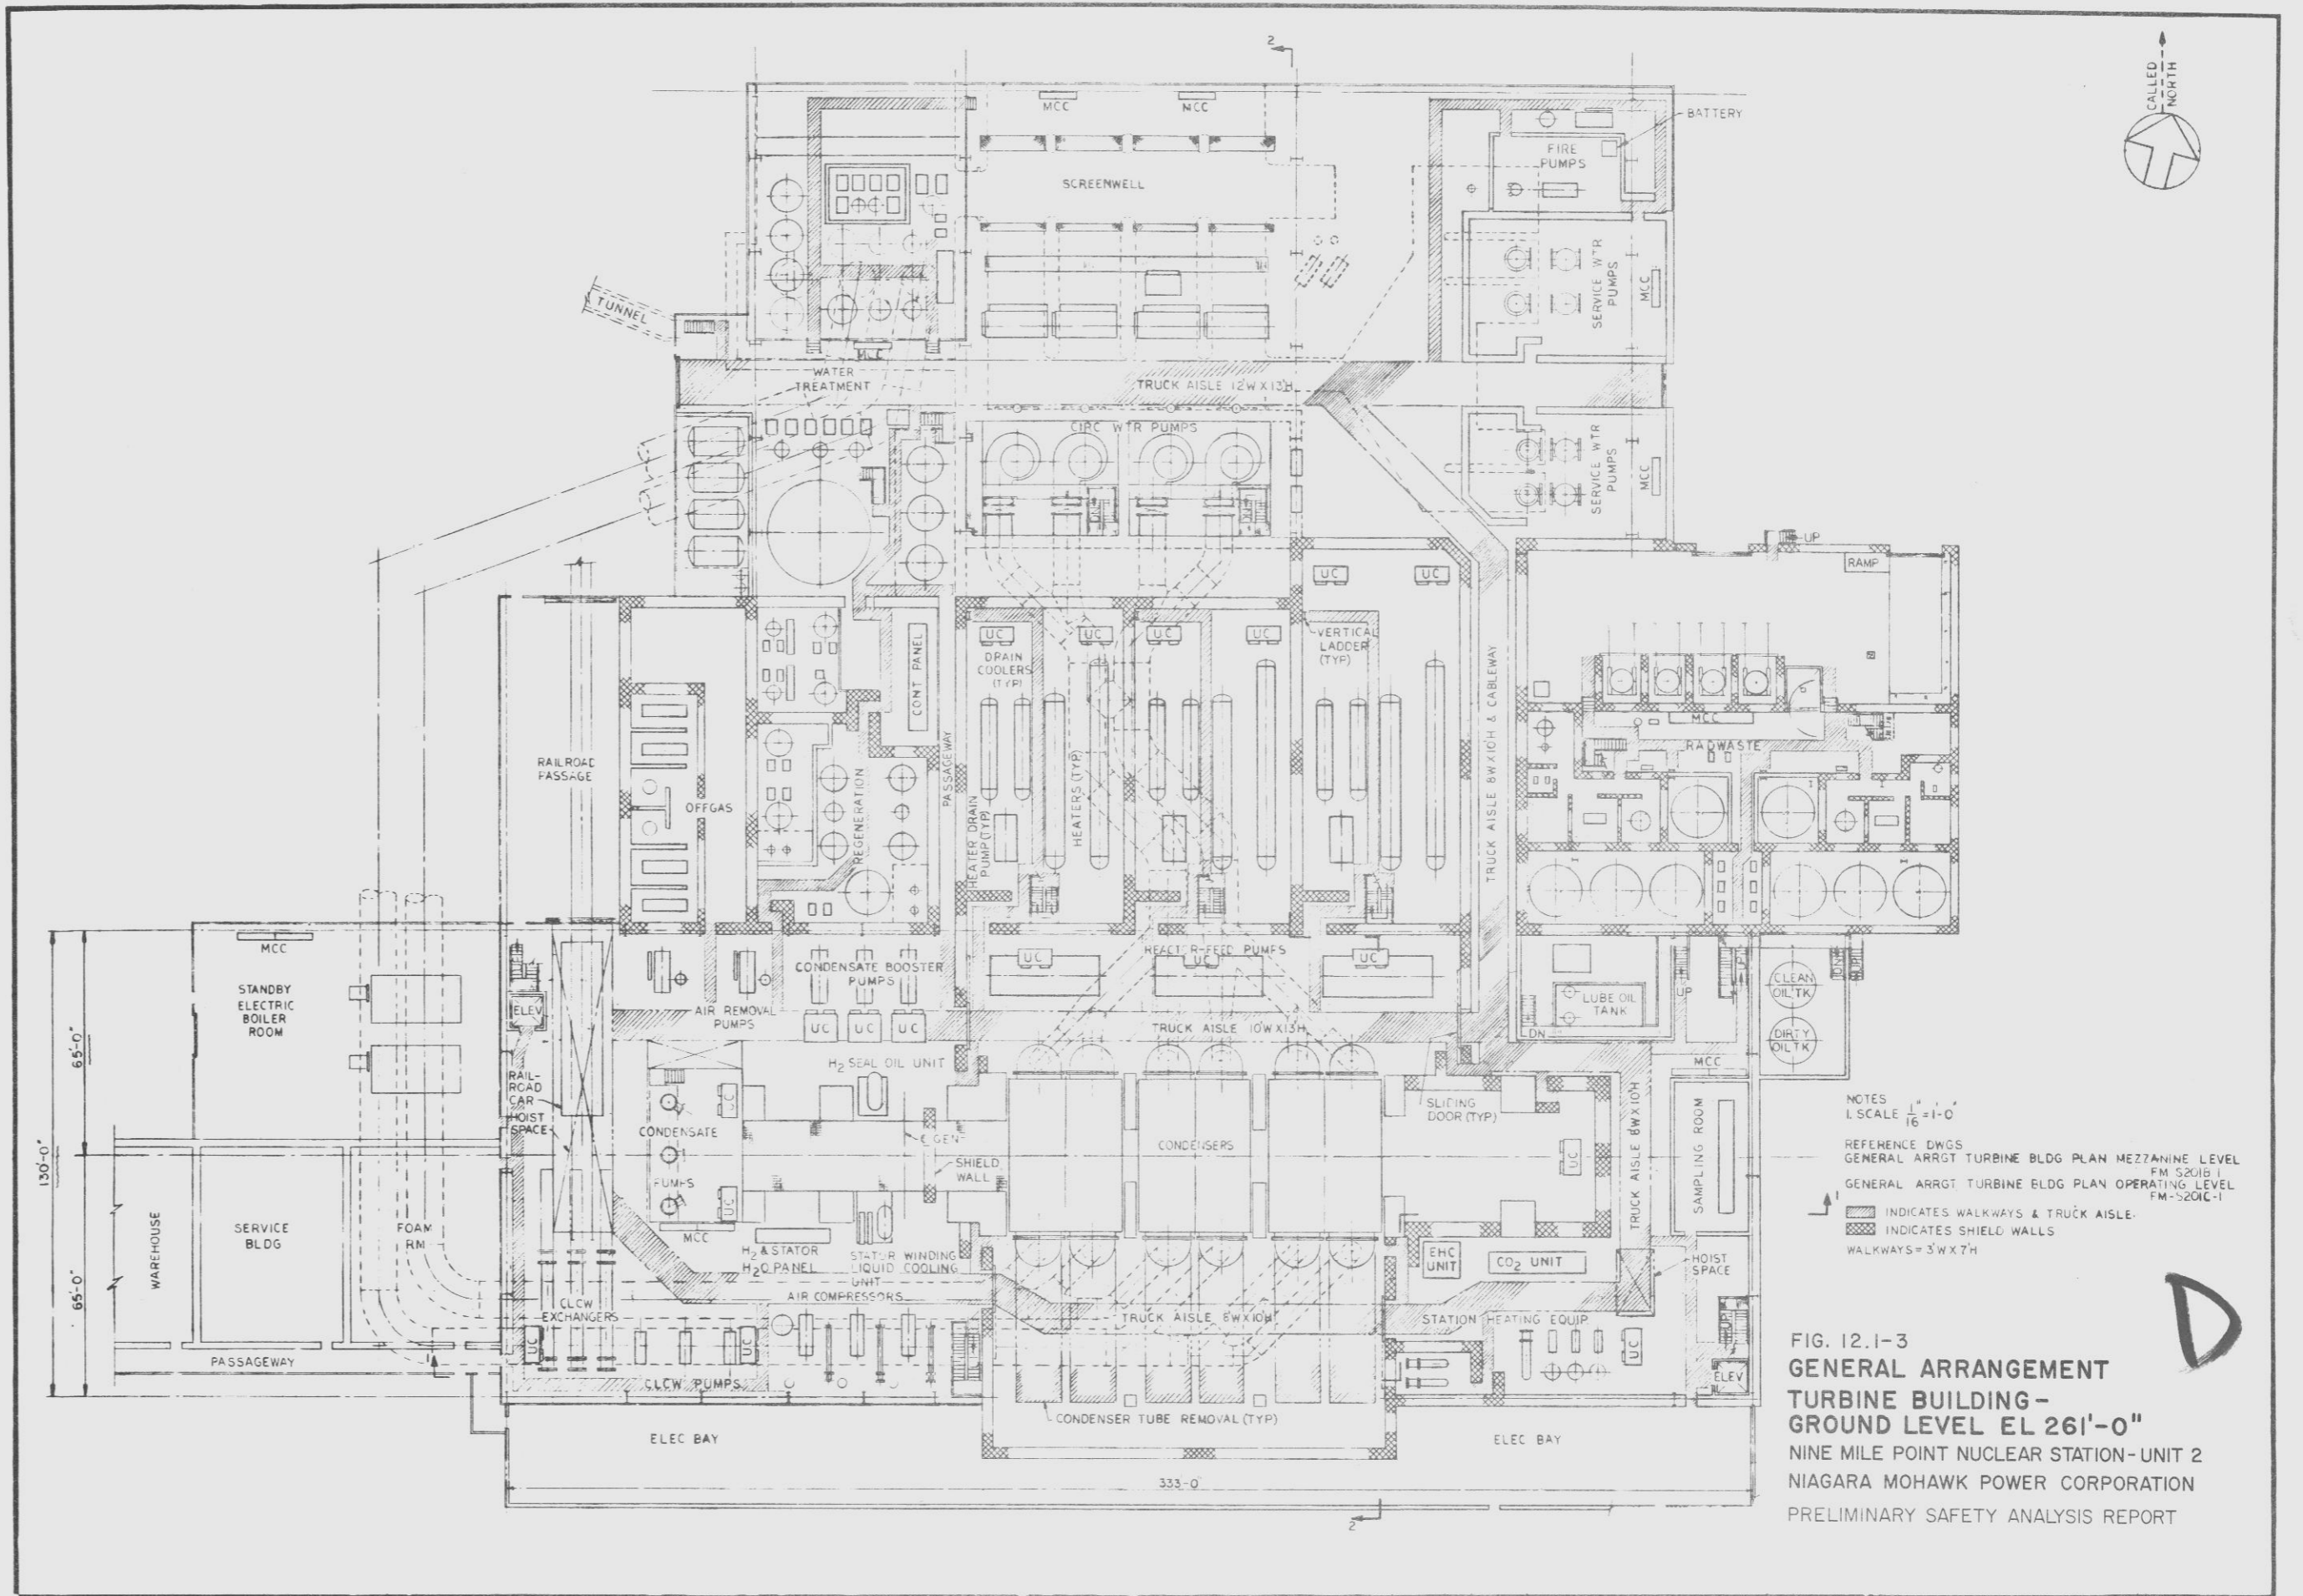 2
CALLED
NORTH
MCC
MCC
BATTERY
FIRE
PUMPS
SCREENWELL
TUNNEL
SERVICE WTR
PUMPS
MCC
MCC
WATER
TREATMENT
TRUCK AISLE 12'W X 13'H
CIRC WTR PUMPS
SERVICE WTR
PUMPS
MCC
DN
UP
RAMP
UC
UC
UC
UC
UC
UC
VERTICAL
LADDER
(TYP)
DRAIN
COOLERS
(TYP)
CONT PANEL
TRUCK AISLE 8'W X 10'H & CABLEWAY
MCC
RADWASTE
RAILROAD
PASSAGE
OFFGAS
REGENERATION
PASSAGEWAY
HEATER DRAIN
PUMP (TYP)
HEATERS (TYP)
MCC
STANDBY
ELECTRIC
BOILER
ROOM
ELEV
CONDENSATE BOOSTER
PUMPS
AIR REMOVAL
PUMPS
UC
UC
UC
REACTOR FEED PUMPS
UC
UC
UC
TRUCK AISLE 10'W X 13'H
LUBE OIL
TANK
DN
UP
UP
CLEAN
OIL TK
DIRTY
OIL TK
DN
UP
MCC
65'-0"
130'-0"
65'-0"
RAIL-
ROAD
CAR
HOIST
SPACE
H2 SEAL OIL UNIT
UC
CONDENSATE
PUMPS
UC
MCC
℄ GEN
SHIELD
WALL
CONDENSERS
SLIDING
DOOR (TYP)
UC
TRUCK AISLE 8'W X 10'H
SAMPLING ROOM
WAREHOUSE
SERVICE
BLDG
FOAM
RM
H2 & STATOR
H2O PANEL
STATOR WINDING
LIQUID COOLING
UNIT
AIR COMPRESSORS
EHC
UNIT
CO2 UNIT
HOIST
SPACE
CLCW
EXCHANGERS
UC
UC
TRUCK AISLE 8'W X 10'H
STATION HEATING EQUIP
UC
UP
ELEV
PASSAGEWAY
CLCW PUMPS
CONDENSER TUBE REMOVAL (TYP)
ELEC BAY
ELEC BAY
333'-0"
2
NOTES
1. SCALE 1/16" = 1'-0"
REFERENCE DWGS
GENERAL ARRGT TURBINE BLDG PLAN MEZZANINE LEVEL
FM S201B 1
GENERAL ARRGT TURBINE BLDG PLAN OPERATING LEVEL
FM-S201C-1
1
INDICATES WALKWAYS & TRUCK AISLE.
INDICATES SHIELD WALLS
WALKWAYS = 3'W X 7'H
D
FIG. 12.1-3
GENERAL ARRANGEMENT
TURBINE BUILDING-
GROUND LEVEL EL 261'-0"
NINE MILE POINT NUCLEAR STATION-UNIT 2
NIAGARA MOHAWK POWER CORPORATION
PRELIMINARY SAFETY ANALYSIS REPORT